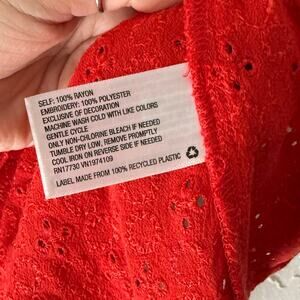 SELF: 100% RAYON
EMBROIDERY: 100% POLYESTER
EXCLUSIVE OF DECORATION
MACHINE WASH COLD WITH LIKE COLORS
GENTLE CYCLE
ONLY NON-CHLORINE BLEACH IF NEEDED
TUMBLE DRY LOW, REMOVE PROMPTLY
COOL IRON ON REVERSE SIDE IF NEEDED
RN17730 VN1974109
LABEL MADE FROM 100% RECYCLED PLASTIC